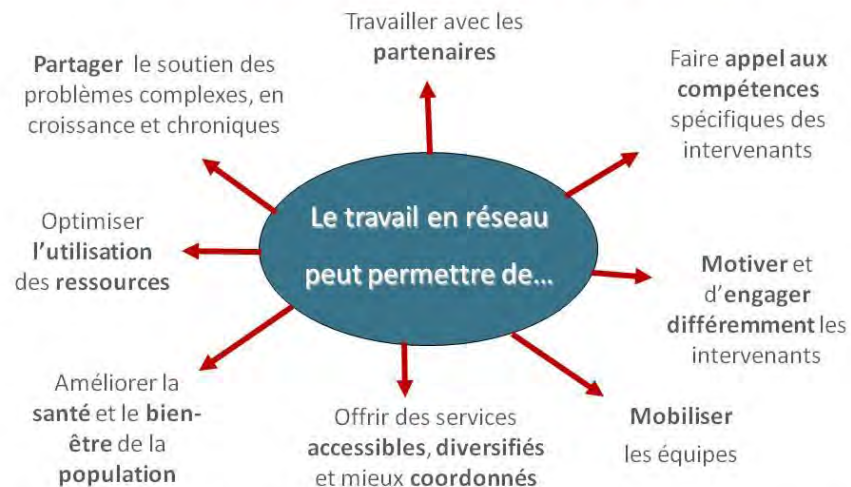 Travailler avec les
partenaires
Partager le soutien des
problèmes complexes, en
croissance et chroniques
Faire appel aux
compétences
spécifiques des
intervenants
Le travail en réseau
peut permettre de...
Optimiser
l'utilisation
des ressources
Motiver et
d'engager
différemment les
intervenants
Améliorer la
santé et le bien-
être de la
population
Offrir des services
accessibles, diversifiés
et mieux coordonnés
Mobiliser
les équipes